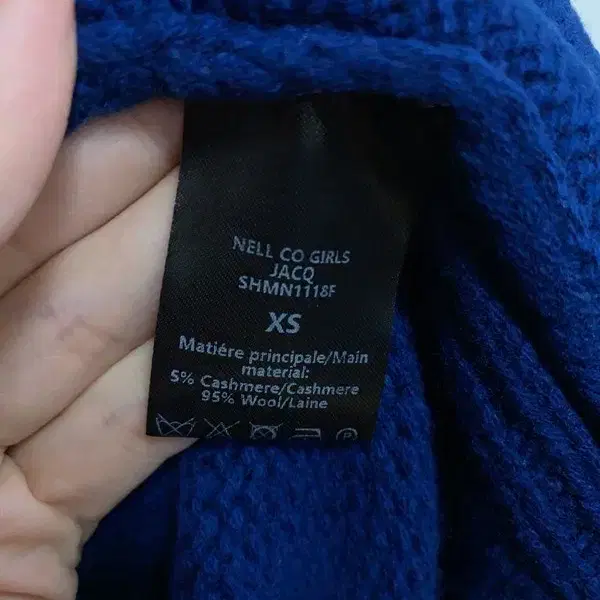 NELL CO GIRLS
JACQ
SHMN1118F
XS
Matiére principale/Main
material:
5% Cashmere/Cashmere
95% Wool/Laine